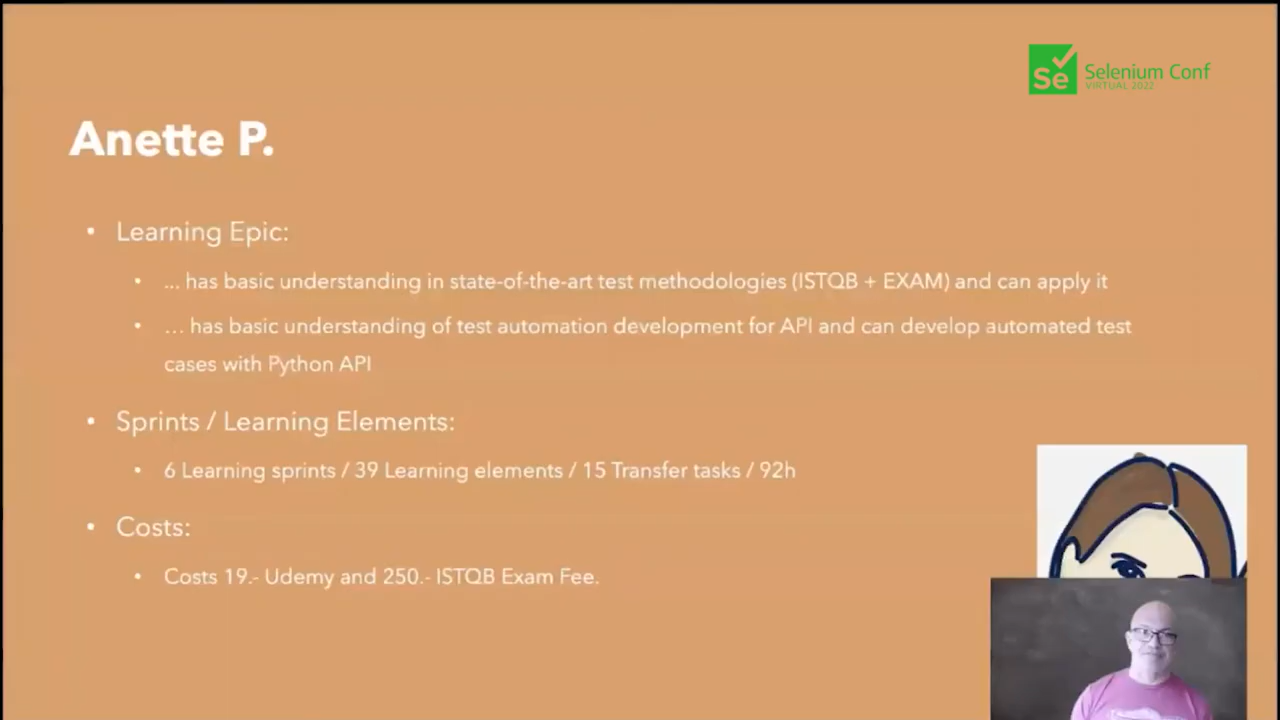 Se Selenium Conf
VIRTUAL 2022
Anette P.
• Learning Epic:
• ... has basic understanding in state-of-the-art test methodologies (ISTQB + EXAM) and can apply it
• ... has basic understanding of test automation development for API and can develop automated test
cases with Python API
• Sprints / Learning Elements:
• 6 Learning sprints / 39 Learning elements / 15 Transfer tasks / 92h
• Costs:
• Costs 19.- Udemy and 250.- ISTQB Exam Fee.